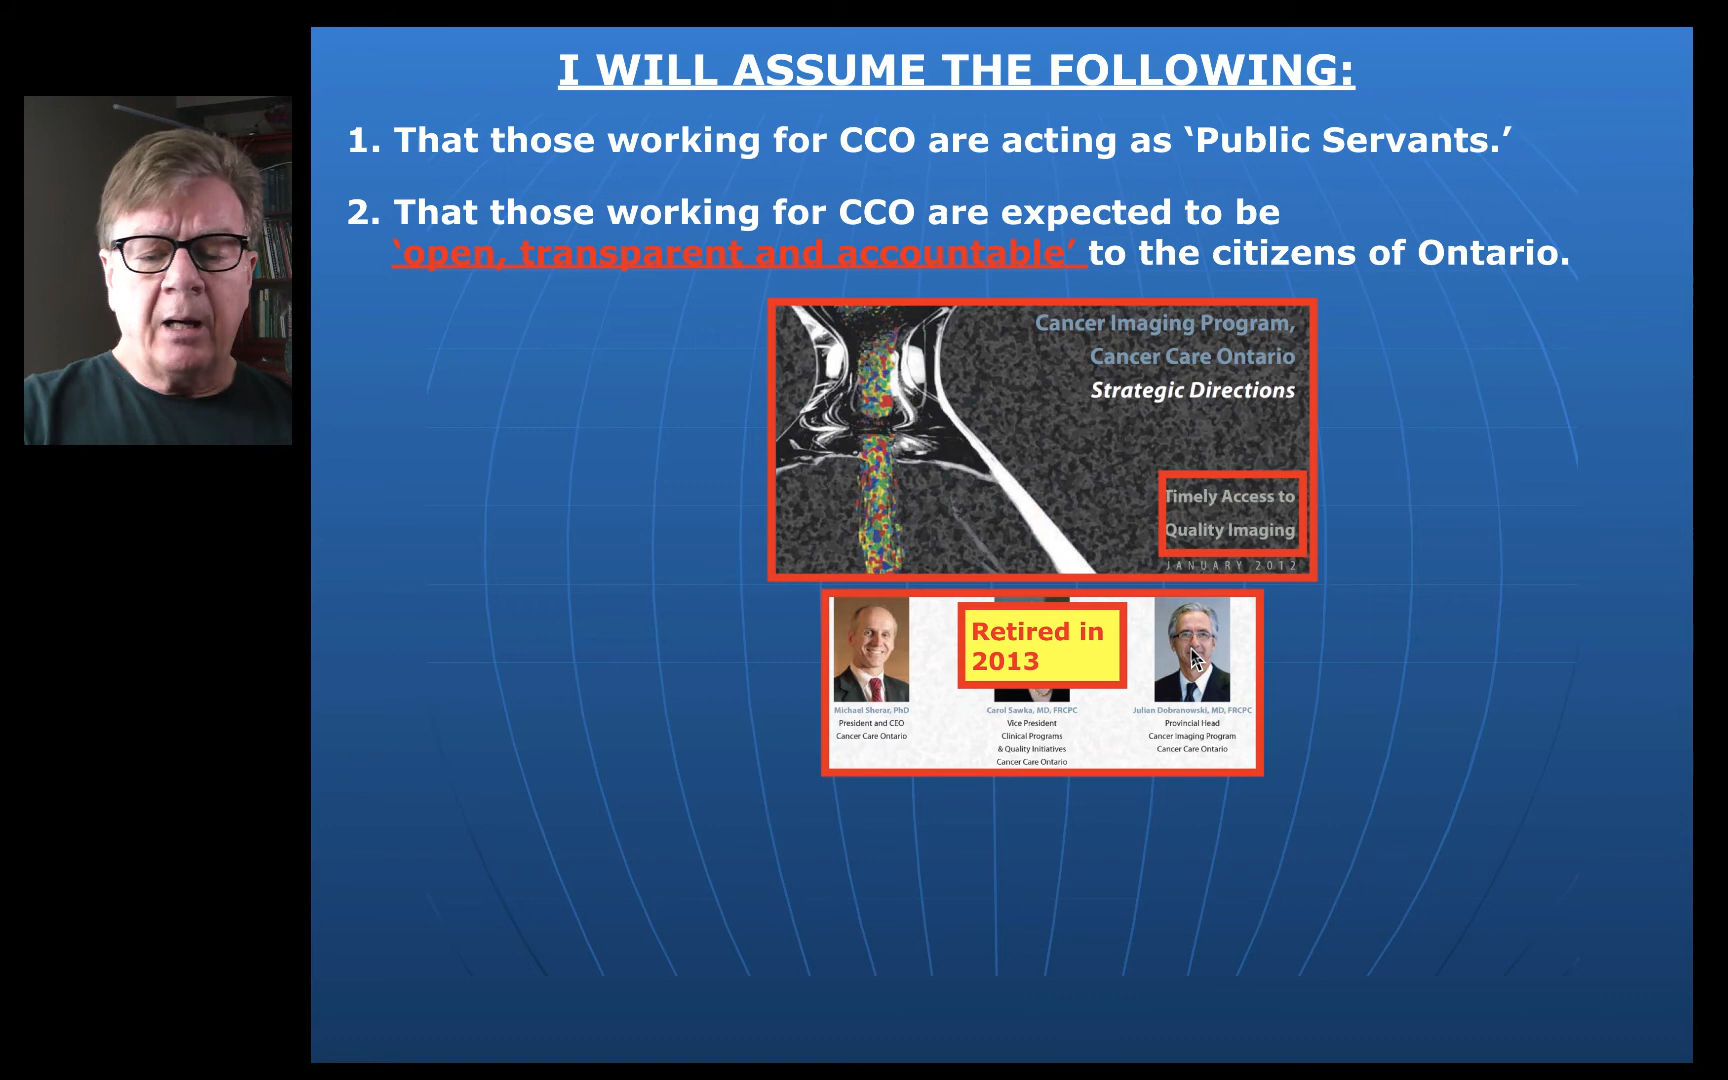 I WILL ASSUME THE FOLLOWING:
1. That those working for CCO are acting as ‘Public Servants.’
2. That those working for CCO are expected to be
‘open, transparent and accountable’ to the citizens of Ontario.
Cancer Imaging Program,
Cancer Care Ontario
Strategic Directions
Timely Access to
Quality Imaging
JANUARY 2012
Retired in
2013
Michael Sherar, PhD
President and CEO
Cancer Care Ontario
Carol Sawka, MD, FRCPC
Vice President
Clinical Programs
& Quality Initiatives
Cancer Care Ontario
Julian Dobranowski, MD, FRCPC
Provincial Head
Cancer Imaging Program
Cancer Care Ontario